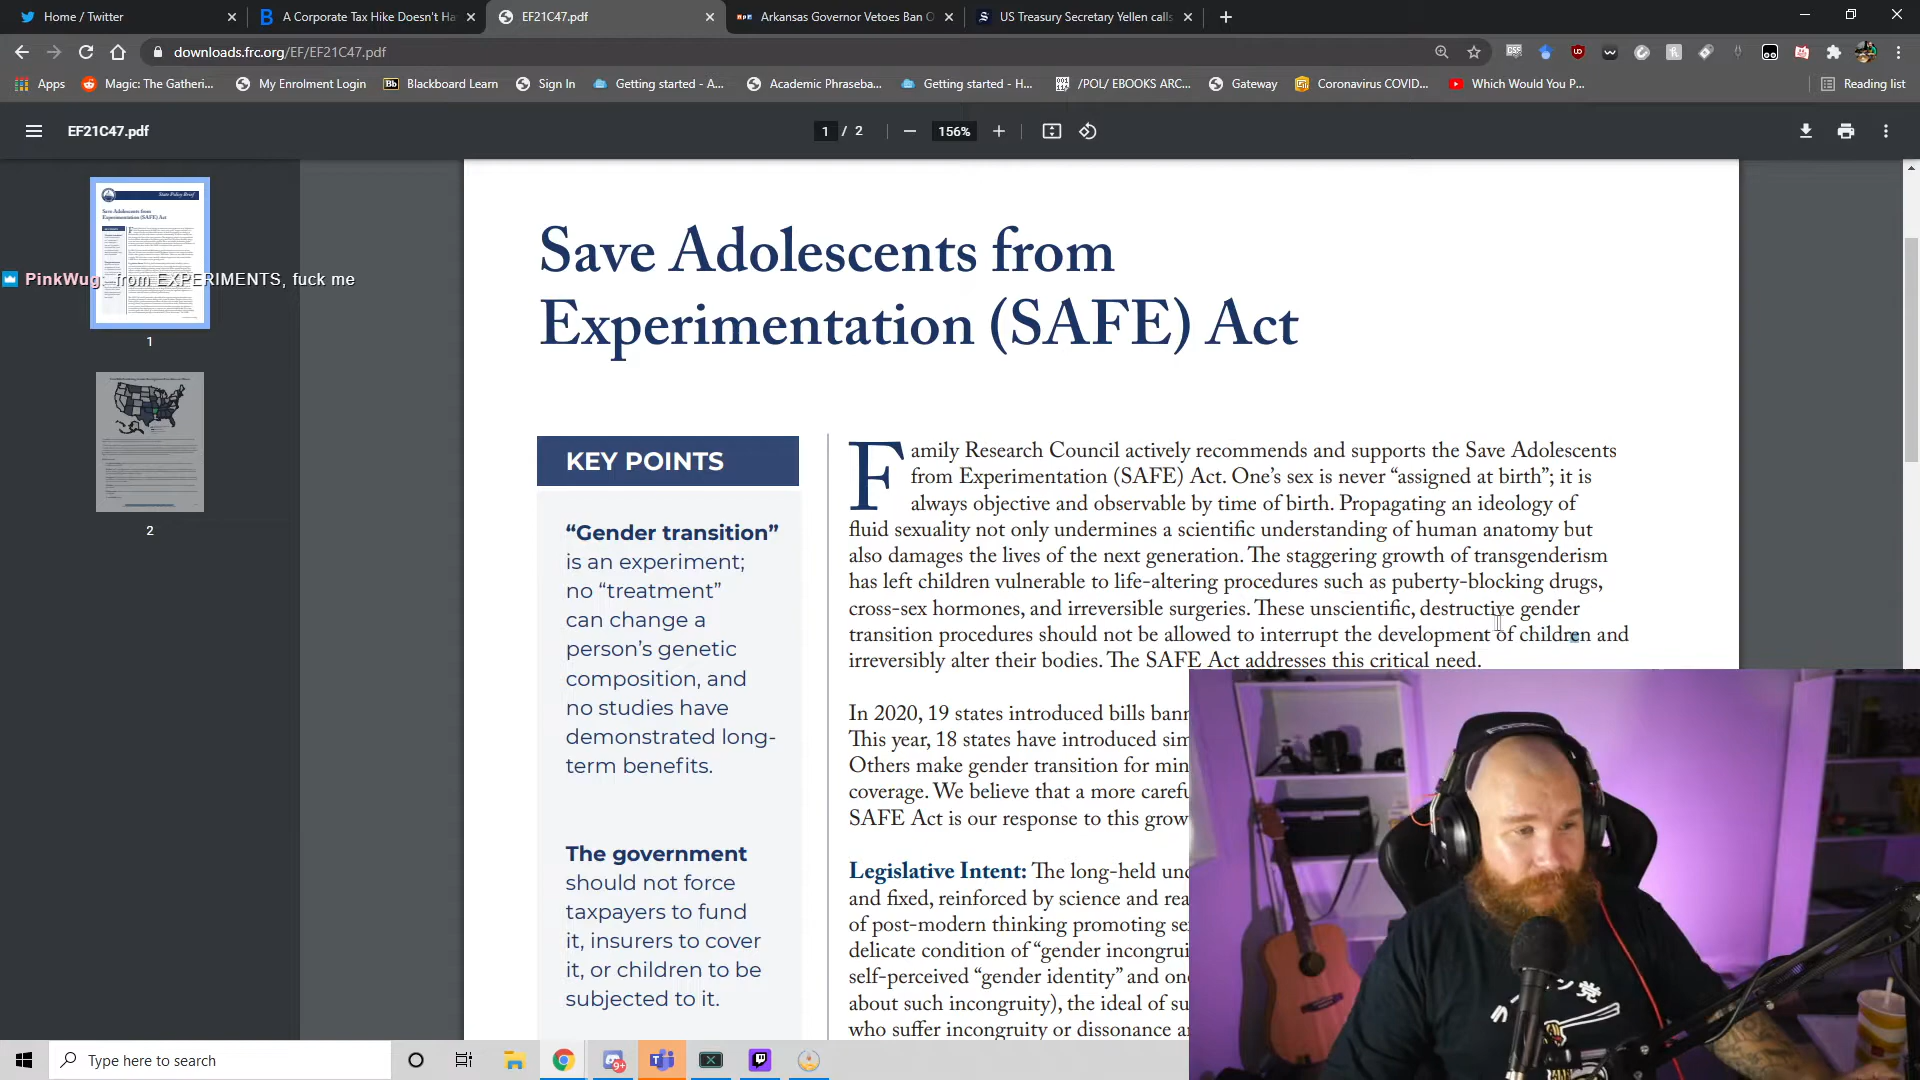 Home / Twitter
A Corporate Tax Hike Doesn't Ha
EF21C47.pdf
Arkansas Governor Vetoes Ban O
US Treasury Secretary Yellen calls
downloads.frc.org/EF/EF21C47.pdf
Apps
Magic: The Gatheri...
My Enrolment Login
Bb Blackboard Learn
Sign In
Getting started - A...
Academic Phraseba...
Getting started - H...
/POL/ EBOOKS ARC...
Gateway
Coronavirus COVID...
Which Would You P...
Reading list
EF21C47.pdf
1 / 2
156%
PinkWug: from EXPERIMENTS, fuck me
1
2
Save Adolescents from
Experimentation (SAFE) Act
KEY POINTS
“Gender transition”
is an experiment;
no “treatment”
can change a
person’s genetic
composition, and
no studies have
demonstrated long-
term benefits.
The government
should not force
taxpayers to fund
it, insurers to cover
it, or children to be
subjected to it.
Family Research Council actively recommends and supports the Save Adolescents
from Experimentation (SAFE) Act. One’s sex is never “assigned at birth”; it is
always objective and observable by time of birth. Propagating an ideology of
fluid sexuality not only undermines a scientific understanding of human anatomy but
also damages the lives of the next generation. The staggering growth of transgenderism
has left children vulnerable to life-altering procedures such as puberty-blocking drugs,
cross-sex hormones, and irreversible surgeries. These unscientific, destructive gender
transition procedures should not be allowed to interrupt the development of children and
irreversibly alter their bodies. The SAFE Act addresses this critical need.
In 2020, 19 states introduced bills bann
This year, 18 states have introduced sim
Others make gender transition for min
coverage. We believe that a more carefu
SAFE Act is our response to this grow
Legislative Intent: The long-held und
and fixed, reinforced by science and rea
of post-modern thinking promoting se
delicate condition of “gender incongrui
self-perceived “gender identity” and on
about such incongruity), the ideal of su
who suffer incongruity or dissonance a
Type here to search